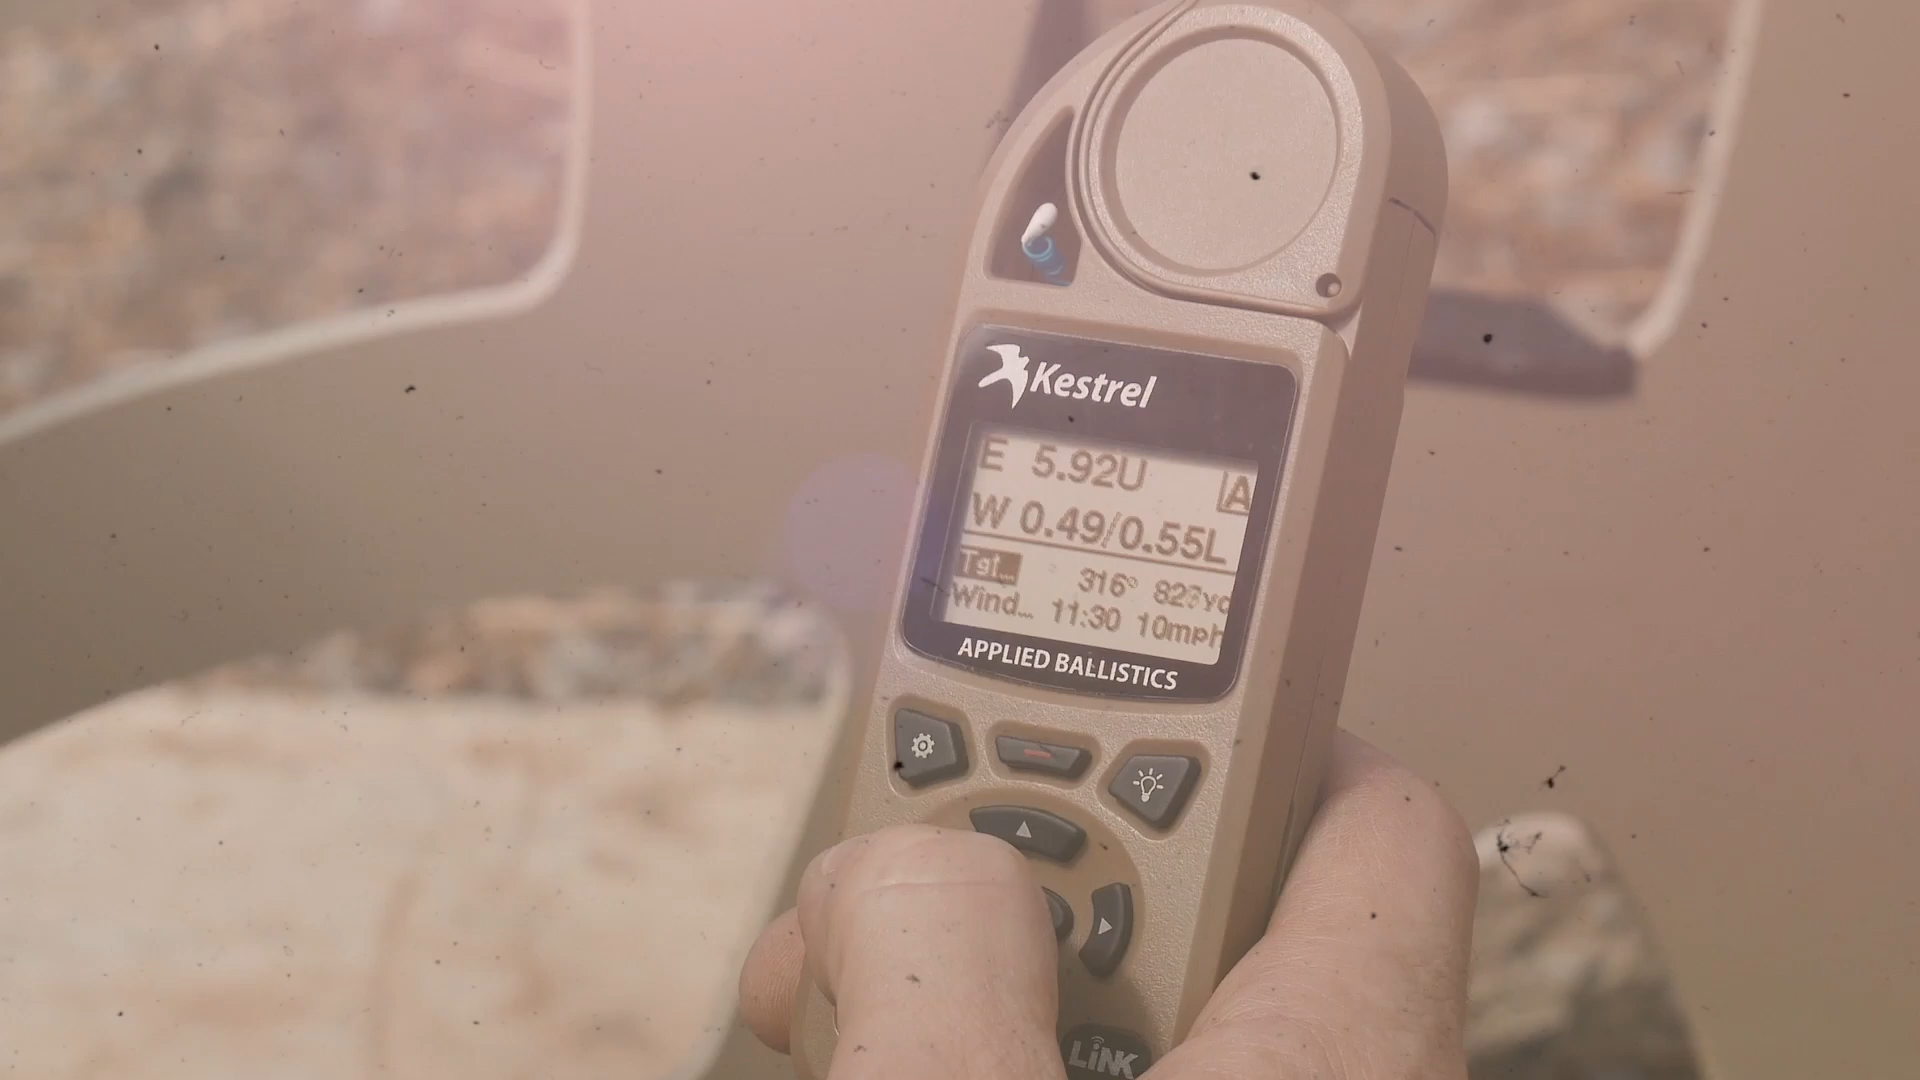 Kestrel
E 5.92U A
W 0.49/0.55L
Tgt... 316°
Wind... 11:30 10mph
APPLIED BALLISTICS
LiNK